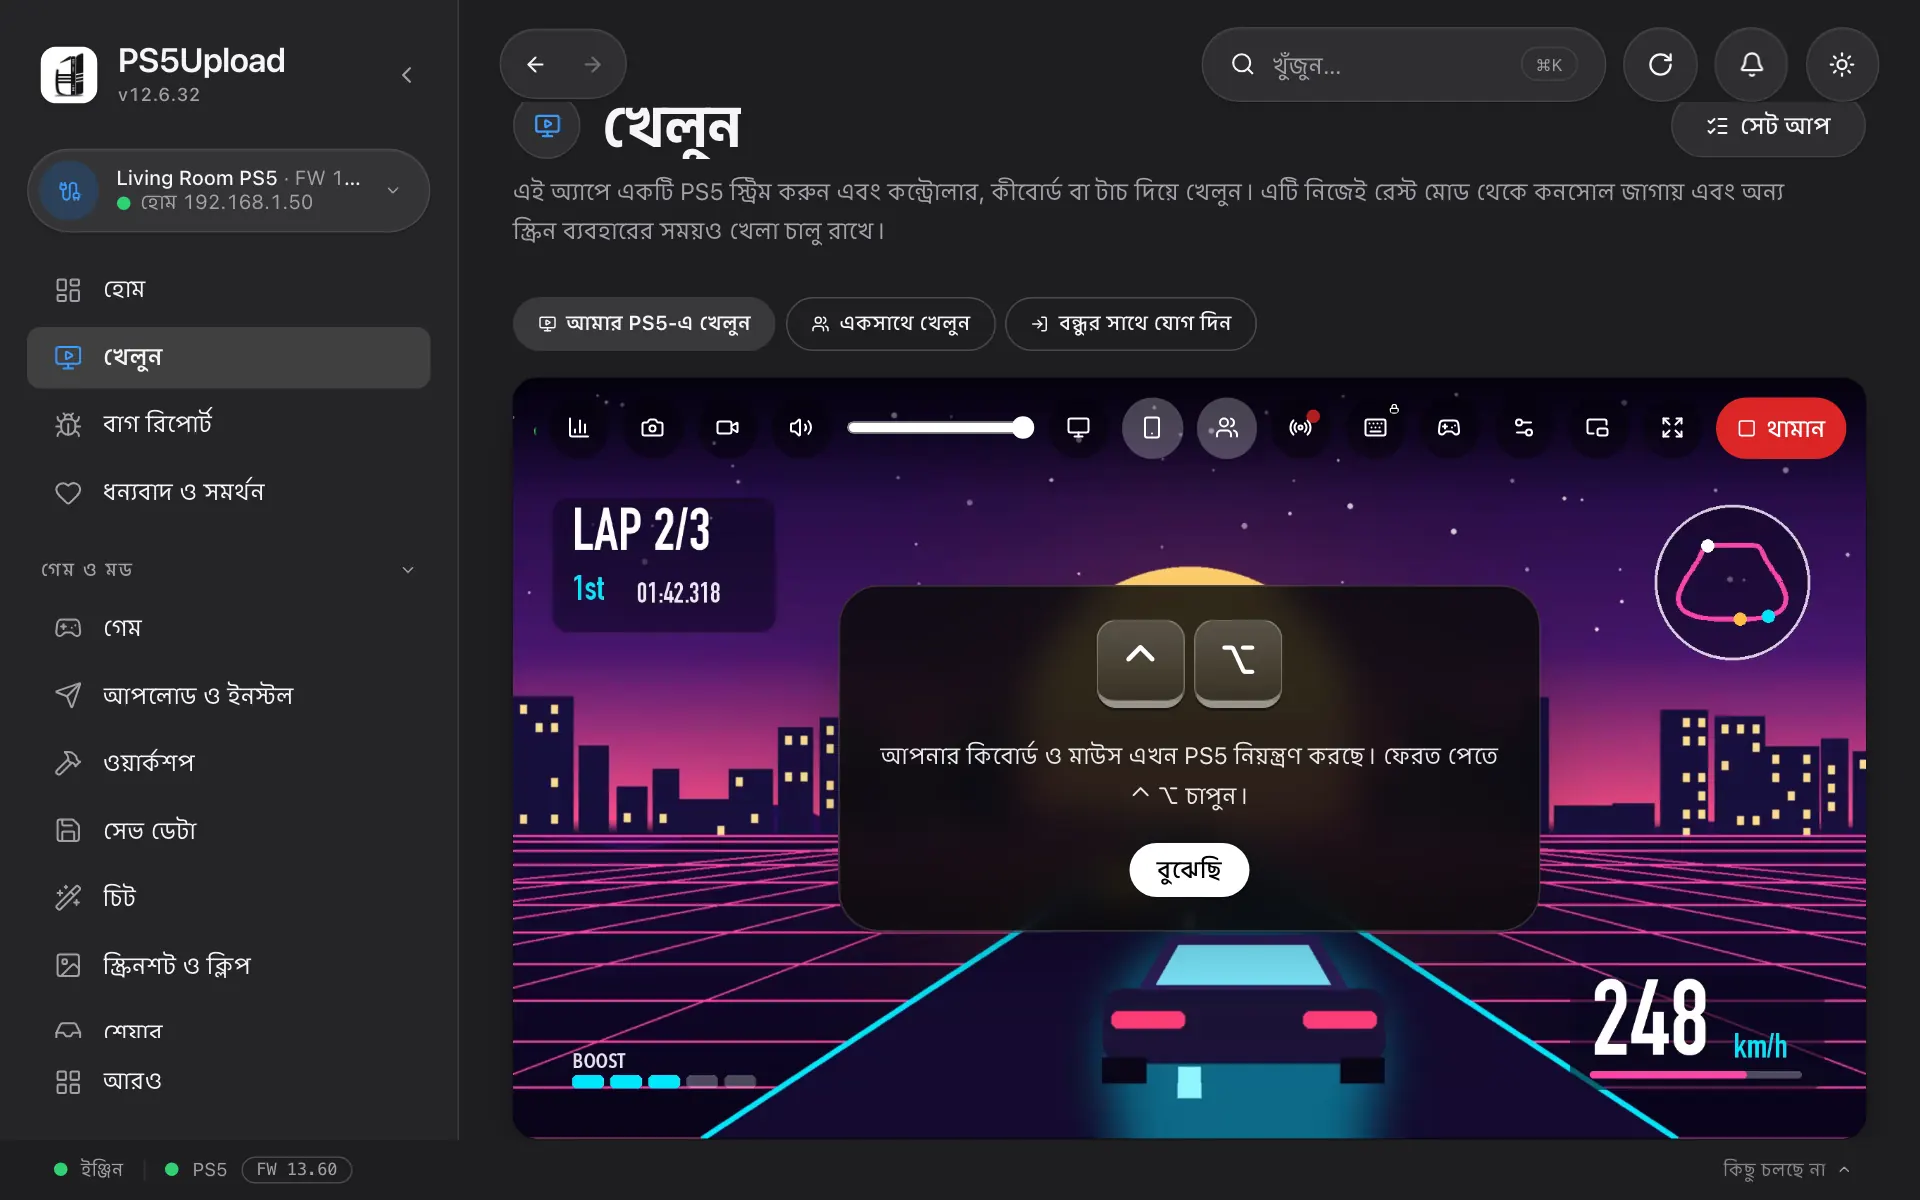 PS5Upload
v12.6.32
Living Room PS5 · FW 1...
হোম 192.168.1.50
হোম
খেলুন
বাগ রিপোর্ট
ধন্যবাদ ও সমর্থন
গেম ও মড
গেম
আপলোড ও ইনস্টল
ওয়ার্কশপ
সেভ ডেটা
চিট
স্ক্রিনশট ও ক্লিপ
শেয়ার
আরও
খুঁজুন...
⌘K
খেলুন
সেট আপ
এই অ্যাপে একটি PS5 স্ট্রিম করুন এবং কন্ট্রোলার, কীবোর্ড বা টাচ দিয়ে খেলুন। এটি নিজেই রেস্ট মোড থেকে কনসোল জাগায় এবং অন্য
স্ক্রিন ব্যবহারের সময়ও খেলা চালু রাখে।
আমার PS5-এ খেলুন
একসাথে খেলুন
বন্ধুর সাথে যোগ দিন
থামান
LAP 2/3
1st 01:42.318
⌃ ⌥
আপনার কিবোর্ড ও মাউস এখন PS5 নিয়ন্ত্রণ করছে। ফেরত পেতে
⌃ ⌥ চাপুন।
বুঝেছি
BOOST
248 km/h
ইঞ্জিন
PS5
FW 13.60
কিছু চলছে না